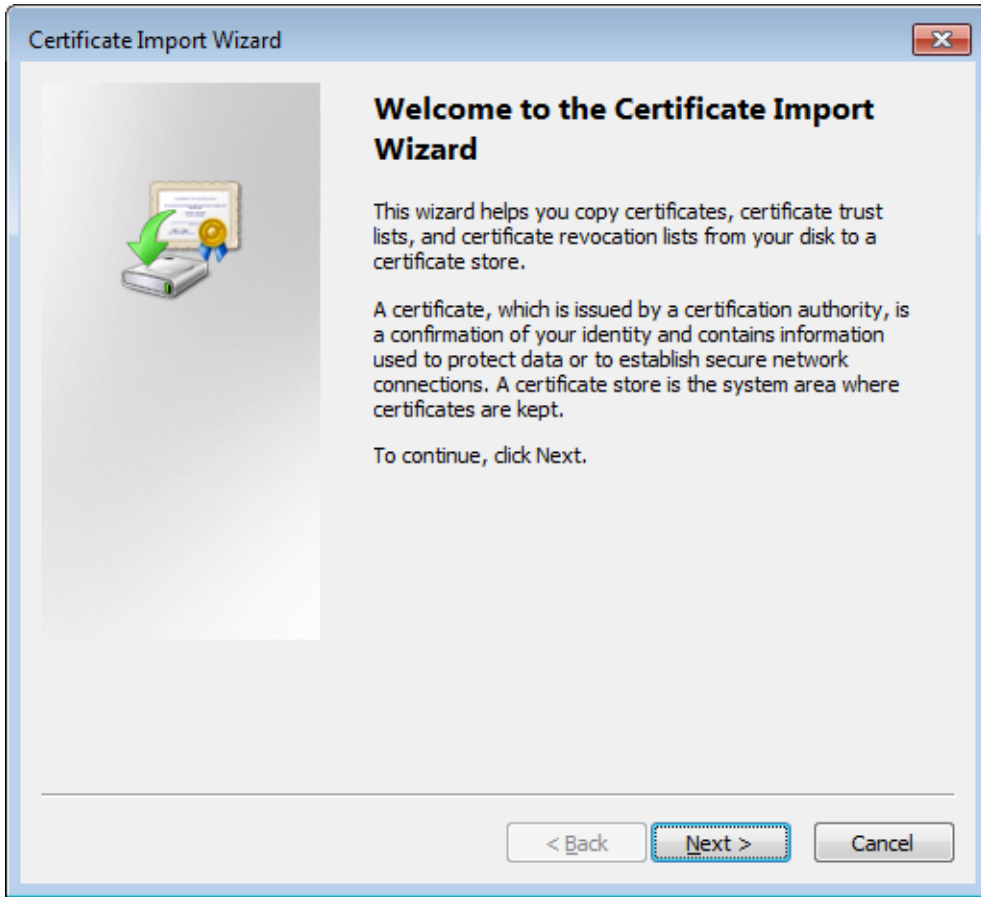 Certificate Import Wizard
Welcome to the Certificate Import
Wizard
This wizard helps you copy certificates, certificate trust
lists, and certificate revocation lists from your disk to a
certificate store.
A certificate, which is issued by a certification authority, is
a confirmation of your identity and contains information
used to protect data or to establish secure network
connections. A certificate store is the system area where
certificates are kept.
To continue, click Next.
< Back Next > Cancel